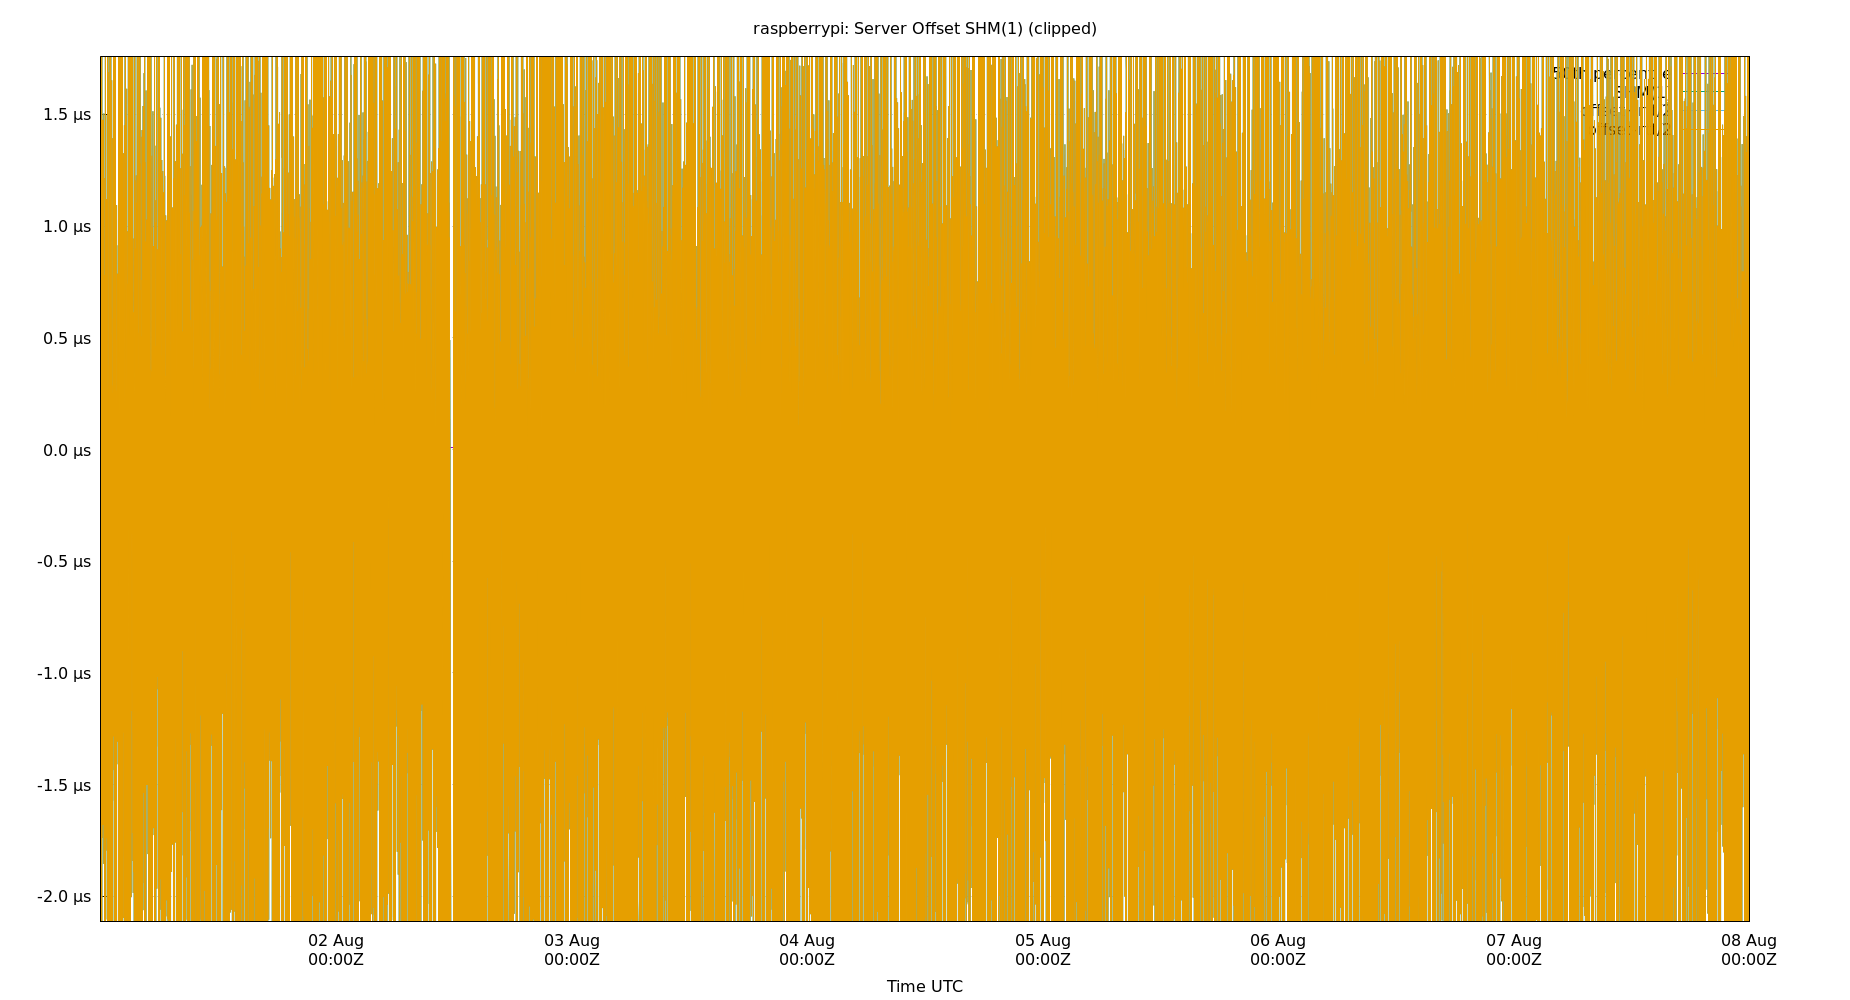 raspberrypi: Server Offset SHM(1) (clipped)
1.5 µs
1.0 µs
0.5 µs
0.0 µs
-0.5 µs
-1.0 µs
-1.5 µs
-2.0 µs
02 Aug 03 Aug 04 Aug 05 Aug 06 Aug 07 Aug 08 Aug
00:00Z 00:00Z 00:00Z 00:00Z 00:00Z 00:00Z 00:00Z
Time UTC